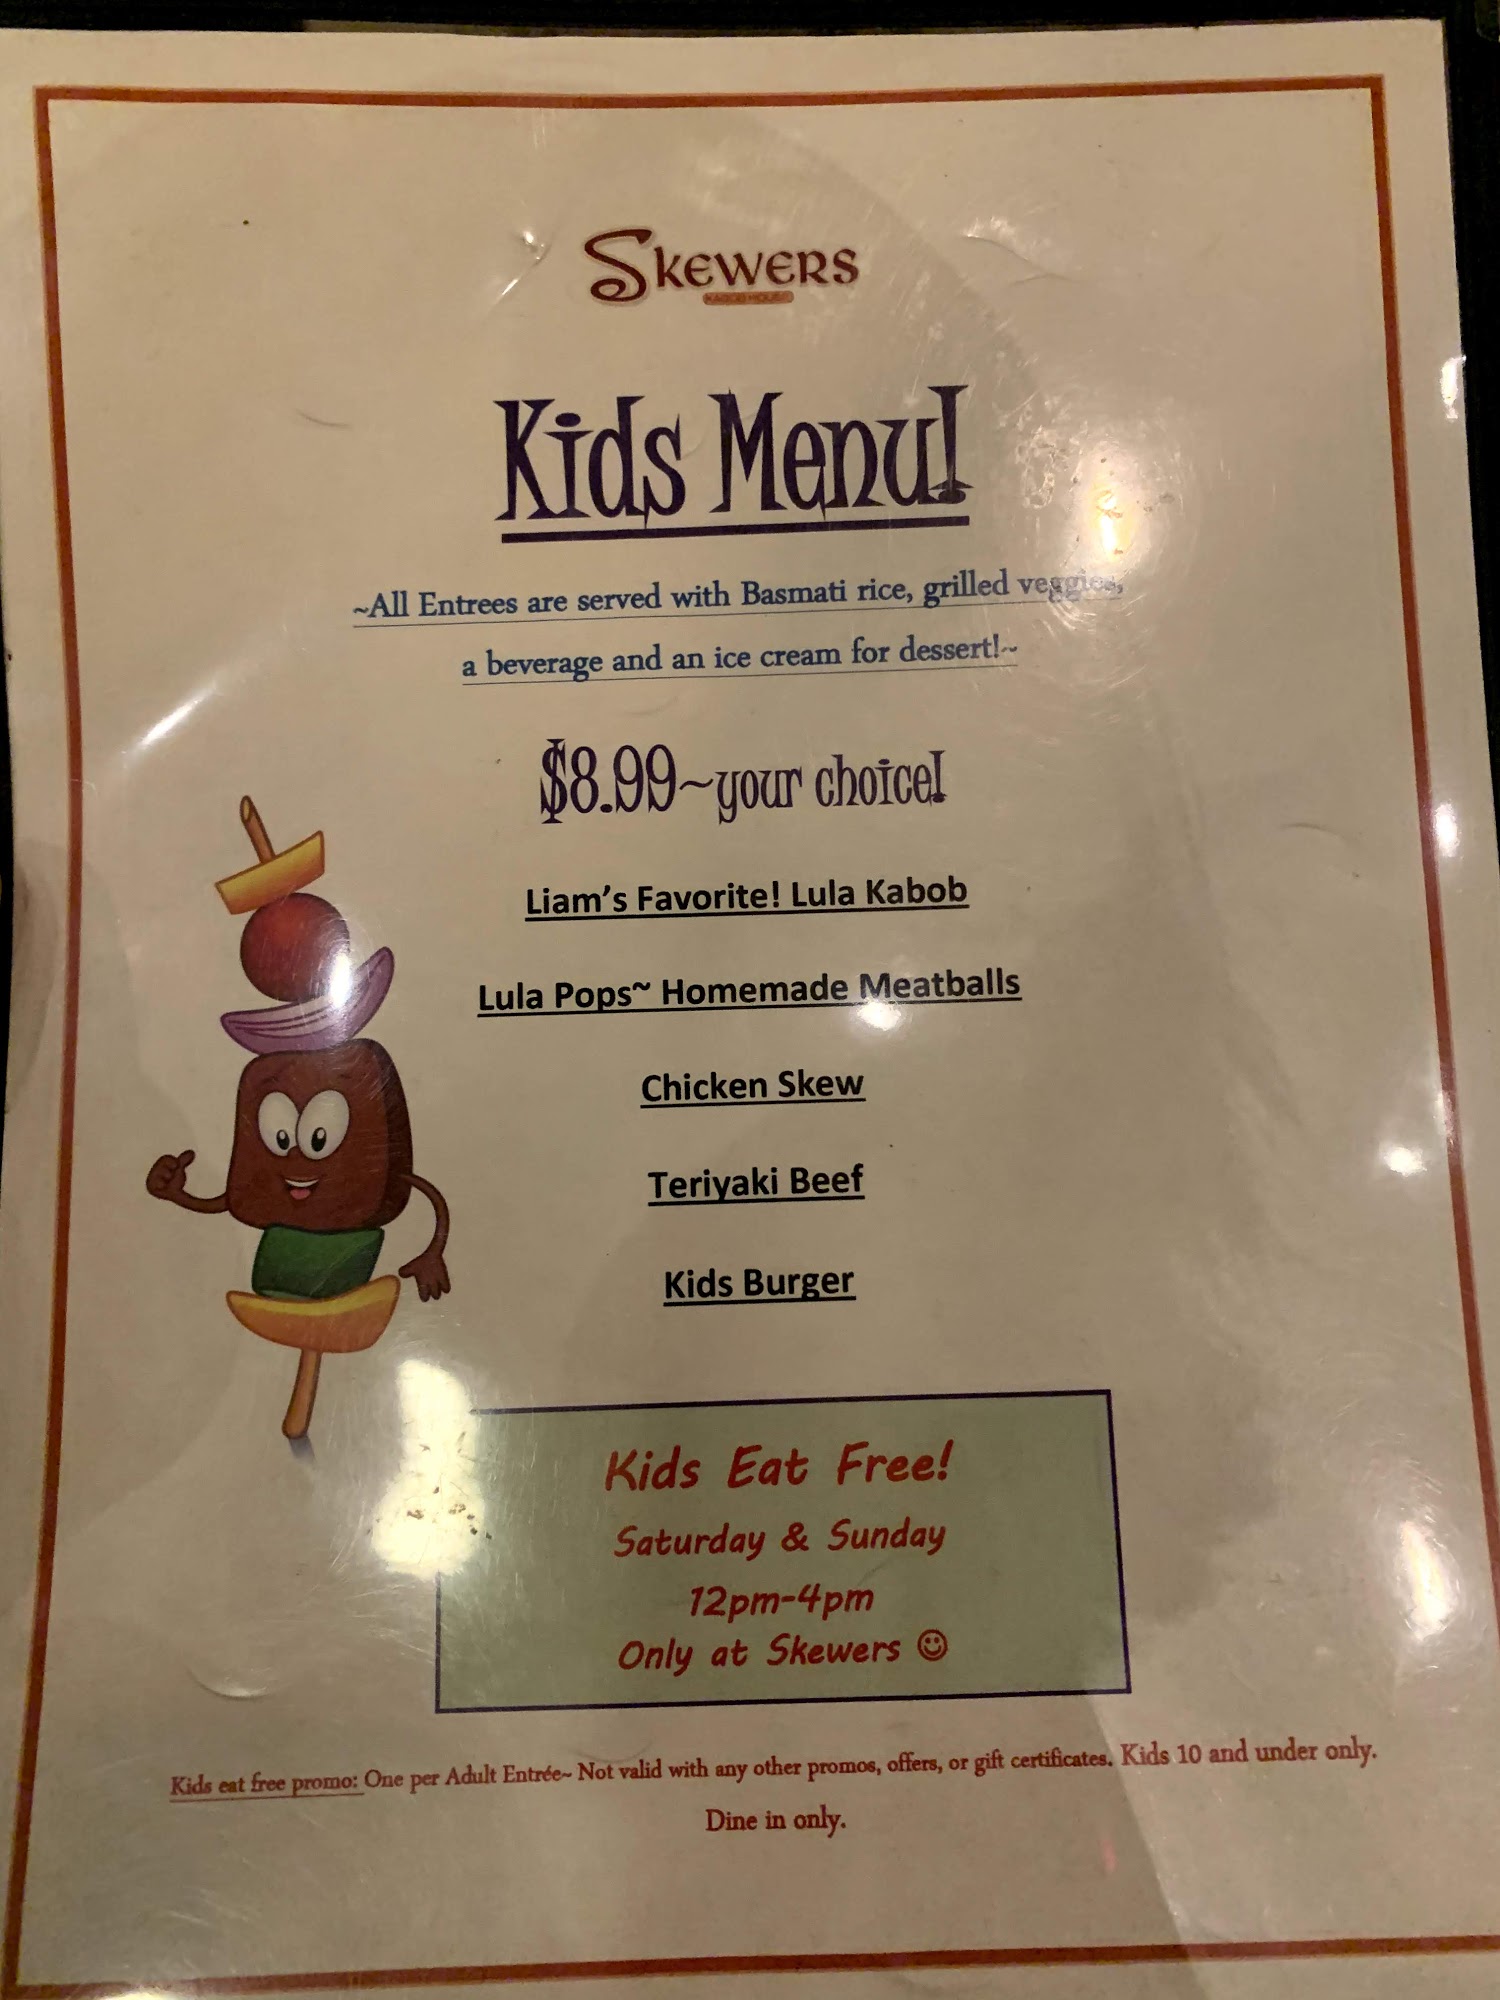 SKEWERS
KABOB HOUSE
Kids Menu!
~All Entrees are served with Basmati rice, grilled veggies,
a beverage and an ice cream for dessert!~
$8.99~your choice!
Liam's Favorite! Lula Kabob
Lula Pops~ Homemade Meatballs
Chicken Skew
Teriyaki Beef
Kids Burger
Kids Eat Free!
Saturday & Sunday
12pm-4pm
Only at Skewers ☺
Kids eat free promo: One per Adult Entrée~ Not valid with any other promos, offers, or gift certificates. Kids 10 and under only.
Dine in only.